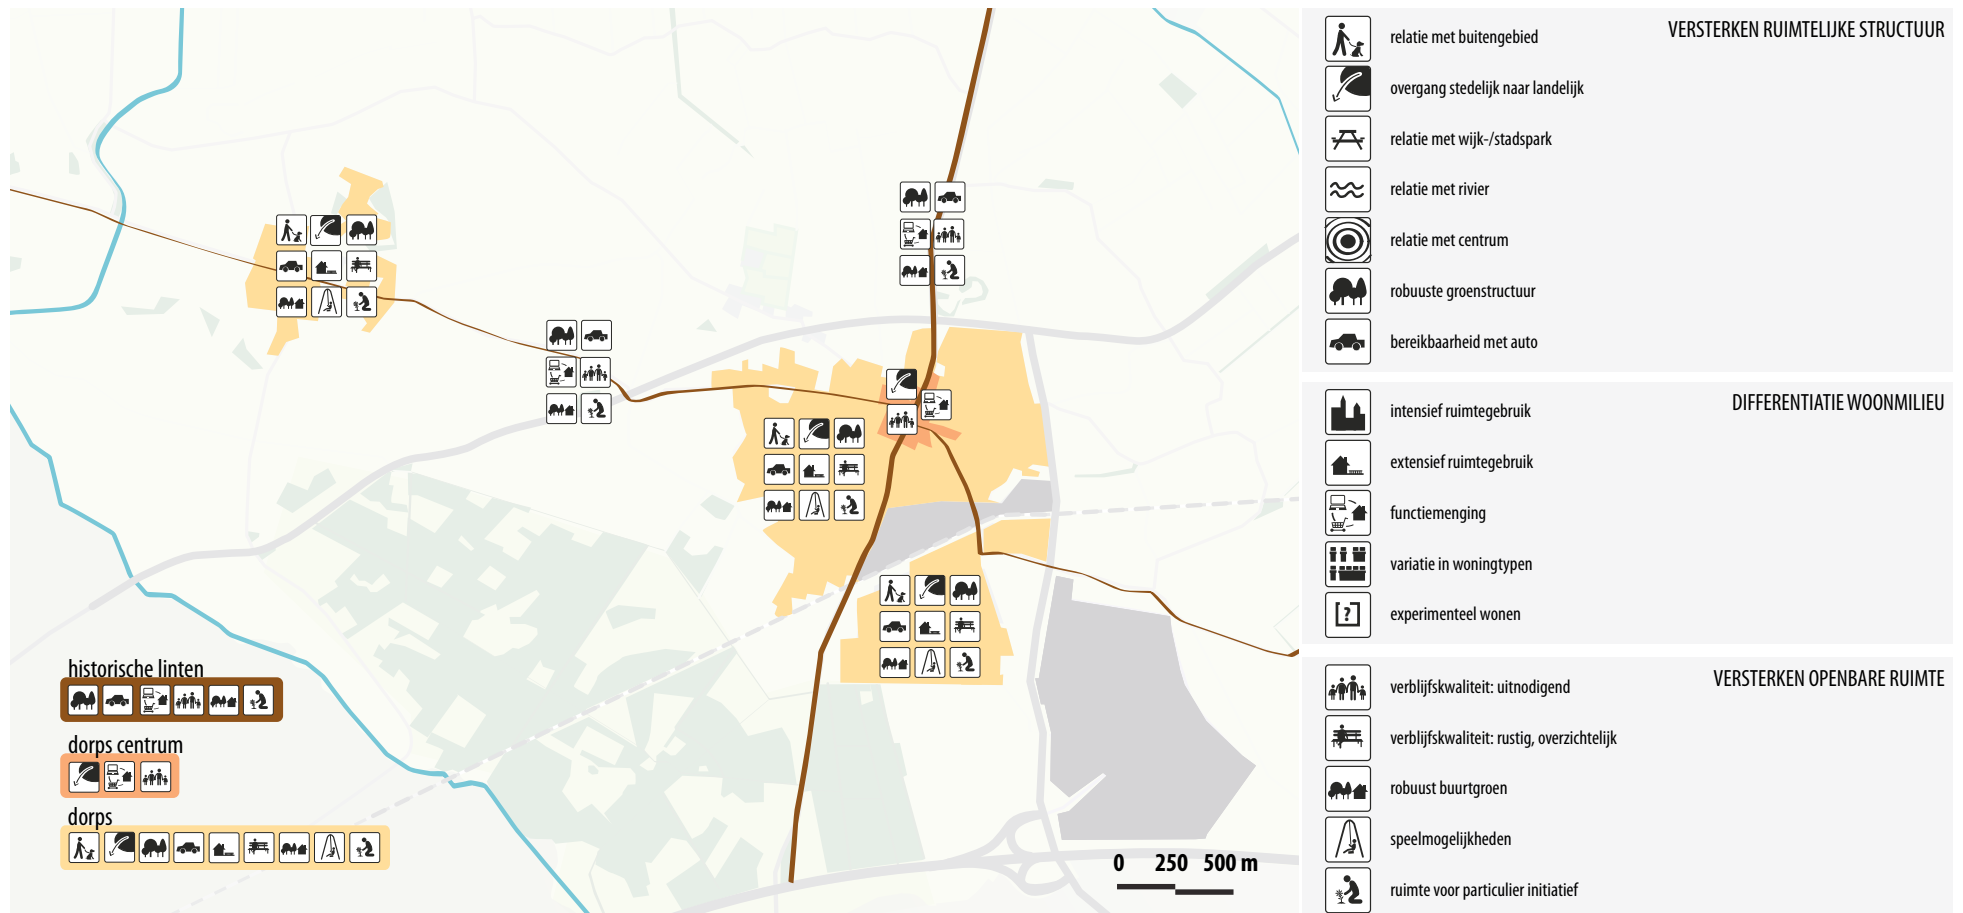 VERSTERKEN RUIMTELIJKE STRUCTUUR
relatie met buitengebied
overgang stedelijk naar landelijk
relatie met wijk-/stadspark
relatie met rivier
relatie met centrum
robuuste groenstructuur
bereikbaarheid met auto
DIFFERENTIATIE WOONMILIEU
intensief ruimtegebruik
extensief ruimtegebruik
functiemenging
variatie in woningtypen
[?]
experimenteel wonen
VERSTERKEN OPENBARE RUIMTE
verblijfskwaliteit: uitnodigend
verblijfskwaliteit: rustig, overzichtelijk
robuust buurtgroen
speelmogelijkheden
ruimte voor particulier initiatief
historische linten
dorps centrum
dorps
0 250 500 m